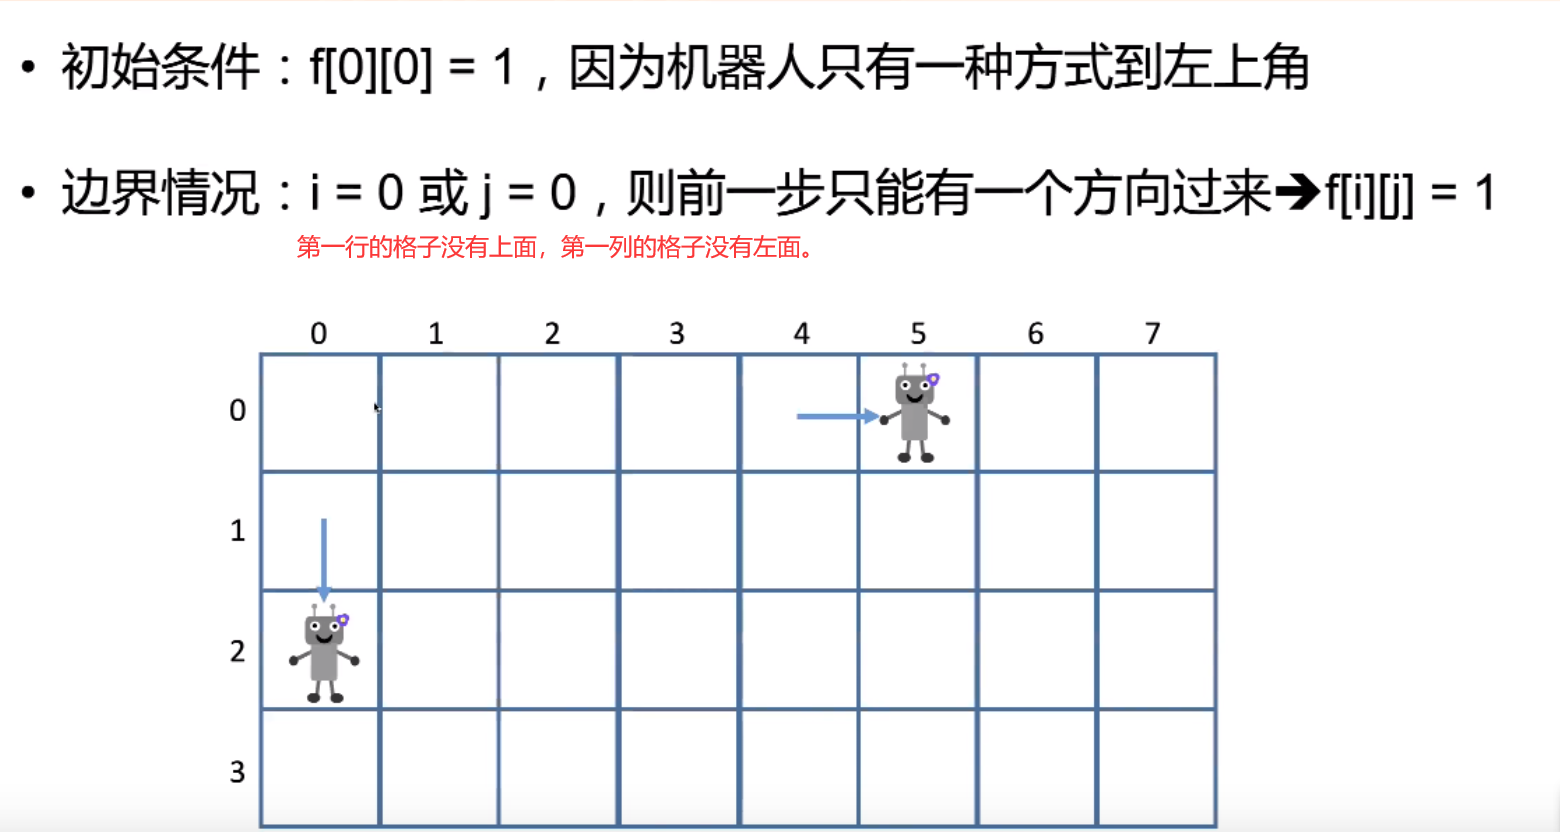 • 初始条件：f[0][0] = 1，因为机器人只有一种方式到左上角
• 边界情况：i = 0 或 j = 0，则前一步只能有一个方向过来➔f[i][j] = 1
第一行的格子没有上面，第一列的格子没有左面。
0 1 2 3 4 5 6 7
0
1
2
3